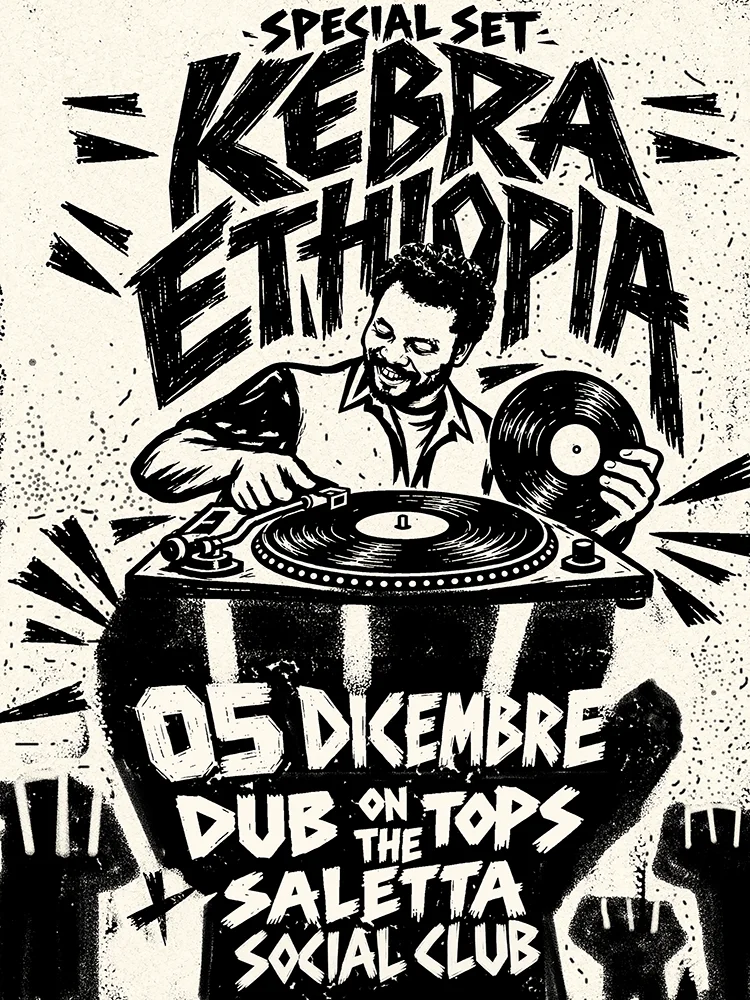 SPECIAL SET
KEBRA
ETHIOPIA
05 DICEMBRE
DUB ON THE TOPS
SALETTA
SOCIAL CLUB